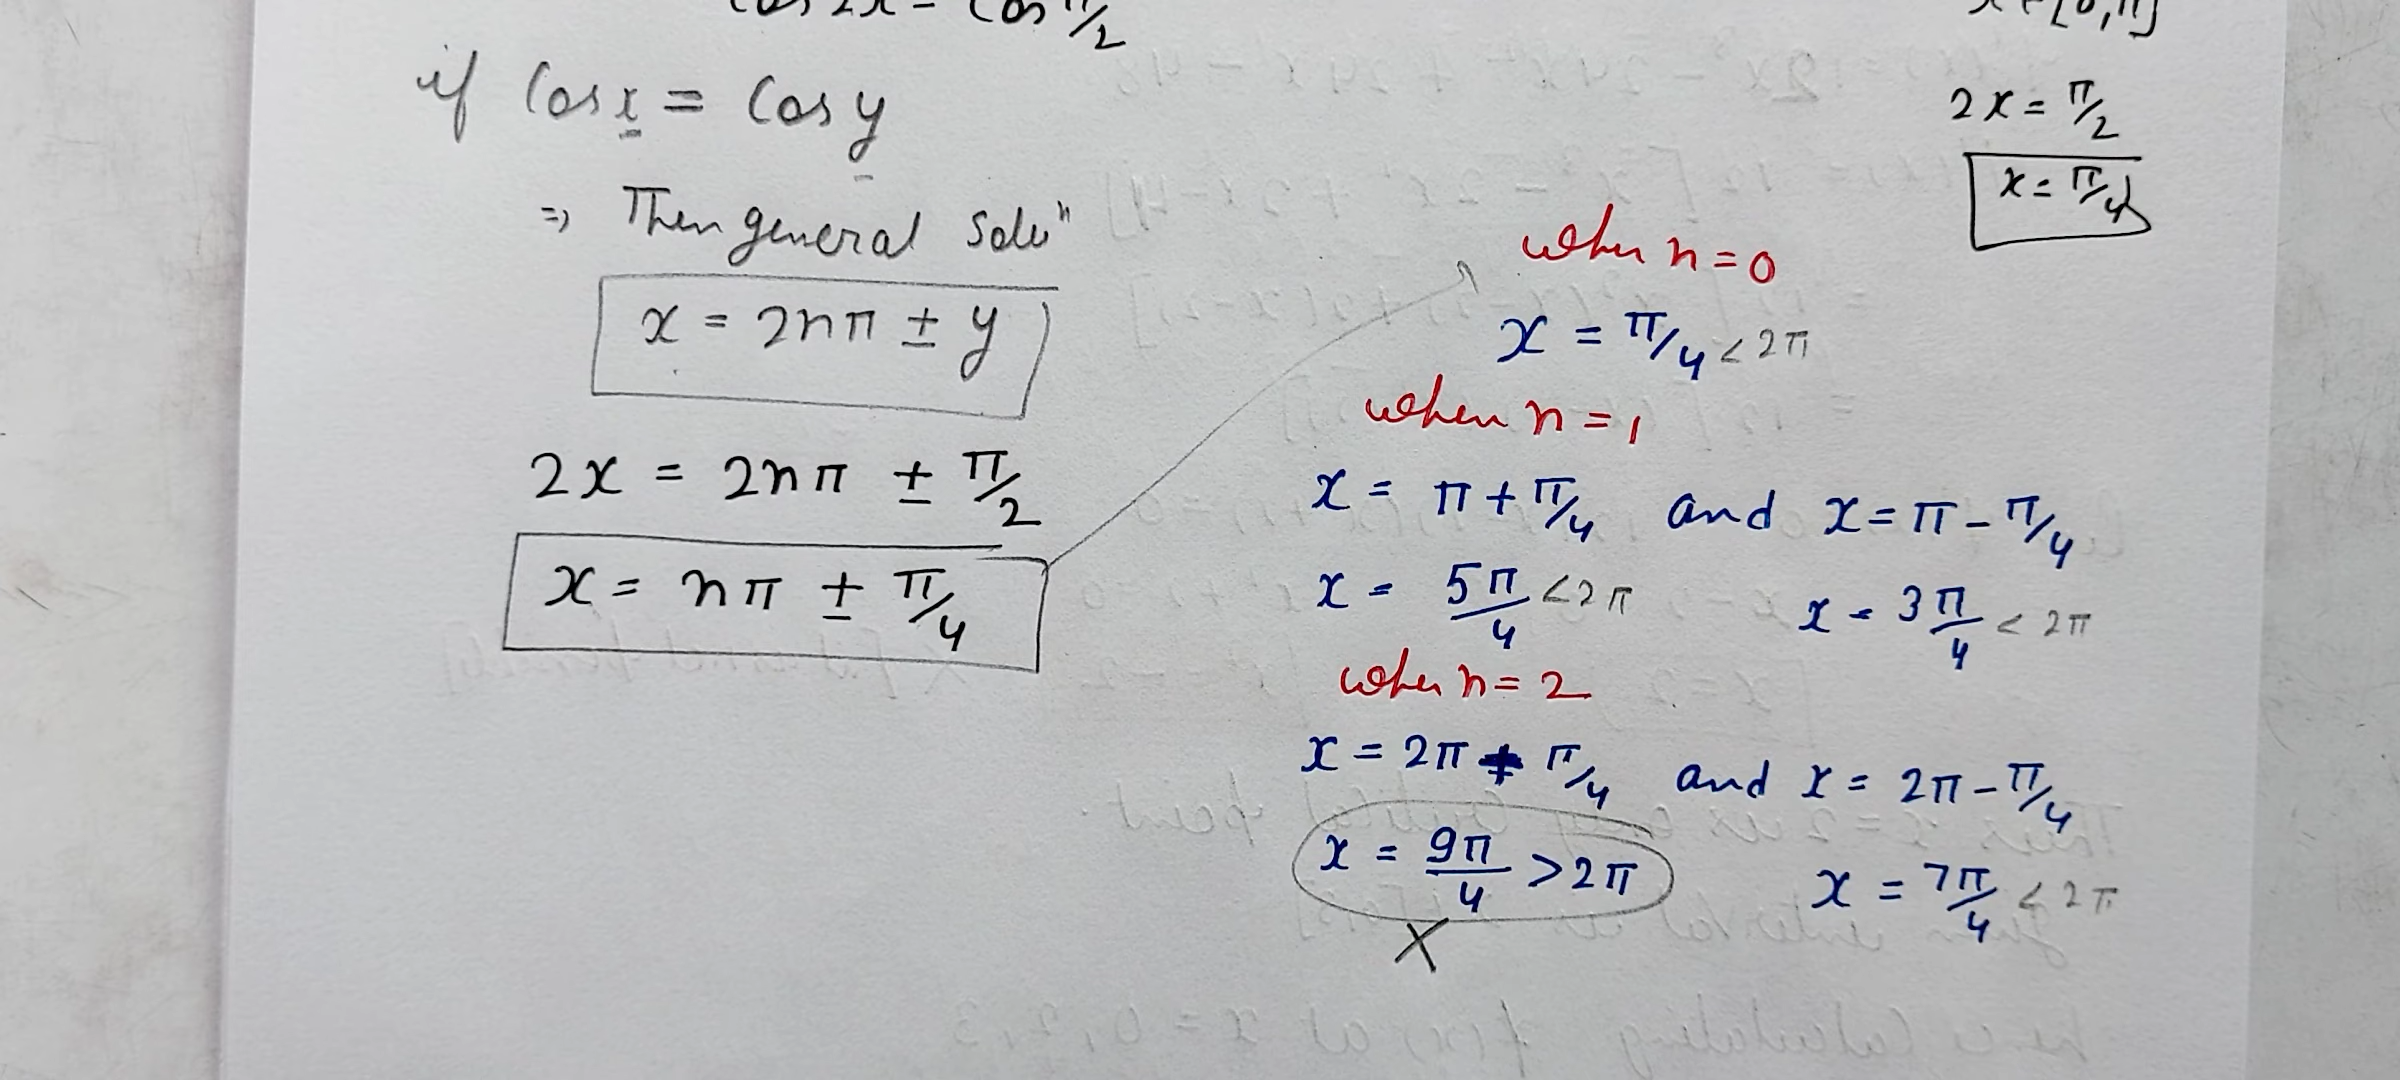 cos 2x = cos π/2
x ∈ [0, π]
if Cos x = Cos y
⇒ Then general soluⁿ
x = 2nπ ± y
2x = 2nπ ± π/2
x = nπ ± π/4
2x = π/2
x = π/4
when n = 0
x = π/4 < 2π
when n = 1
x = π + π/4 and x = π - π/4
x = 5π/4 < 2π x = 3π/4 < 2π
when n = 2
x = 2π + π/4 and x = 2π - π/4
x = 9π/4 > 2π x = 7π/4 < 2π
X